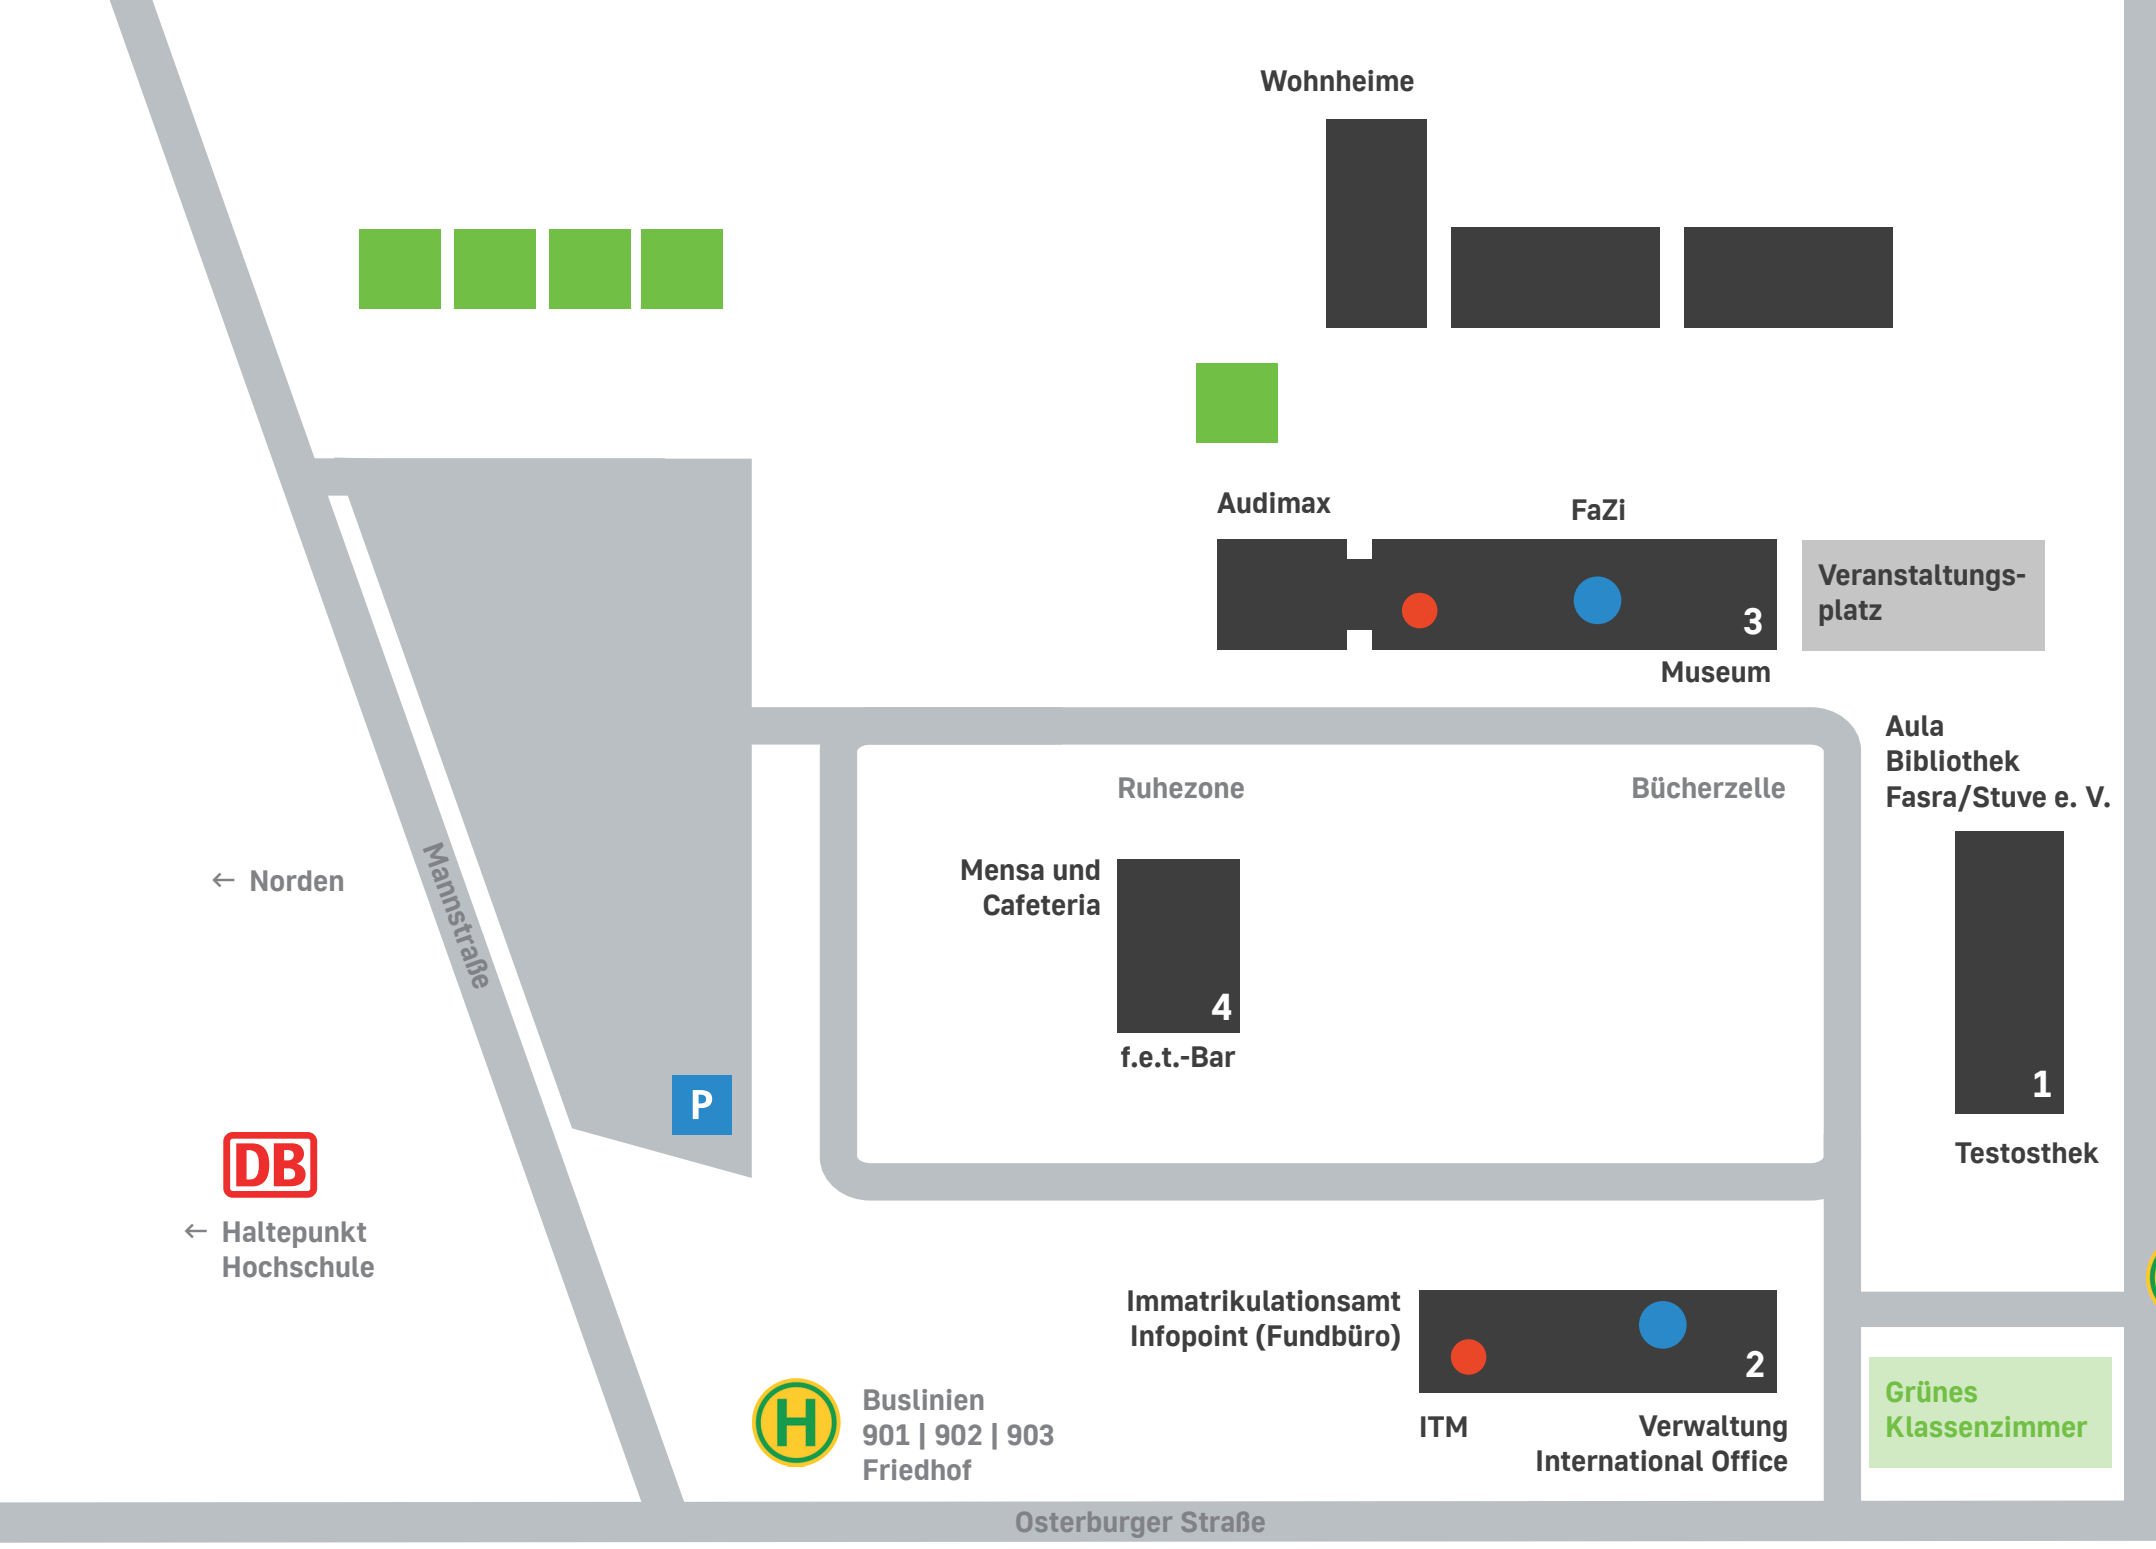 Wohnheime
Audimax
FaZi
3
Veranstaltungs-
platz
Museum
Aula
Bibliothek
Fasra/Stuve e. V.
Ruhezone
Bücherzelle
Mensa und
Cafeteria
4
f.e.t.-Bar
1
Testosthek
← Norden
Mannstraße
P
DB
← Haltepunkt
Hochschule
Immatrikulationsamt
Infopoint (Fundbüro)
2
ITM
Verwaltung
International Office
Grünes
Klassenzimmer
H
Buslinien
901 | 902 | 903
Friedhof
Osterburger Straße